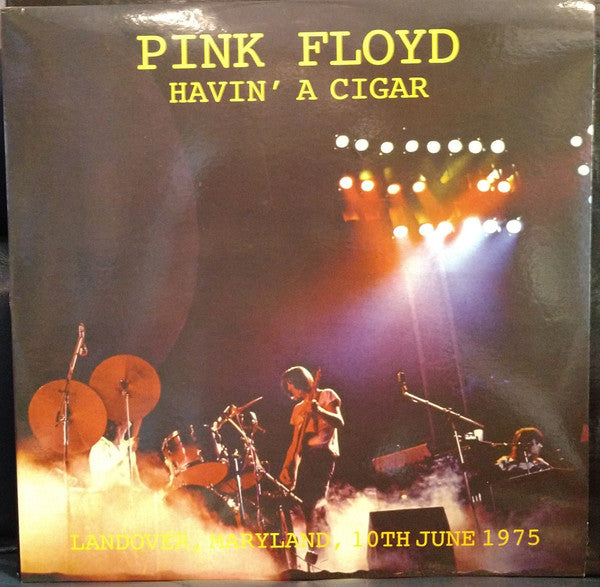 PINK FLOYD
HAVIN' A CIGAR
LANDOVER, MARYLAND, 10TH JUNE 1975